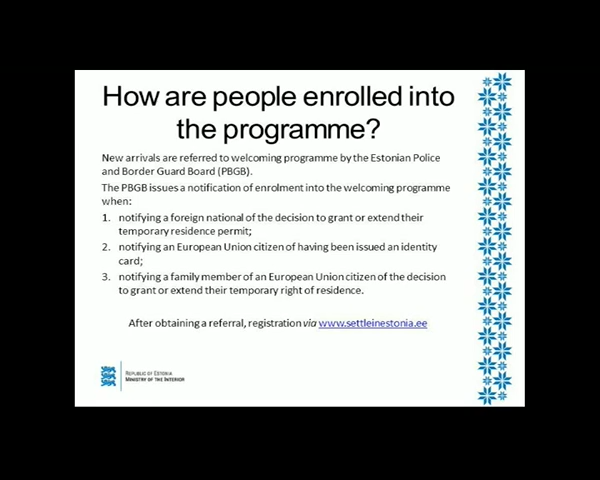 How are people enrolled into
the programme?
New arrivals are referred to welcoming programme by the Estonian Police
and Border Guard Board (PBGB).
The PBGB issues a notification of enrolment into the welcoming programme
when:
1. notifying a foreign national of the decision to grant or extend their
temporary residence permit;
2. notifying an European Union citizen of having been issued an identity
card;
3. notifying a family member of an European Union citizen of the decision
to grant or extend their temporary right of residence.
After obtaining a referral, registration via www.settleinestonia.ee
REPUBLIC OF ESTONIA
MINISTRY OF THE INTERIOR